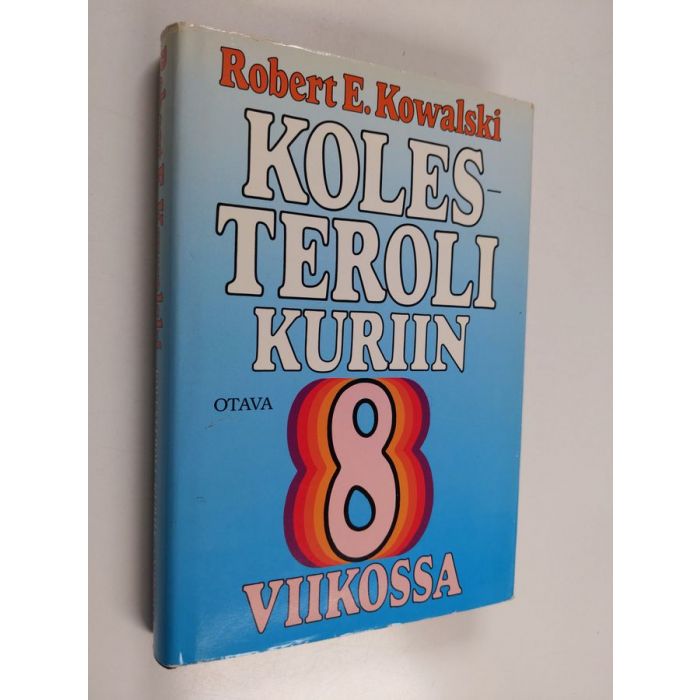 Robert E. Kowalski
KOLES-
TEROLI
KURIIN
OTAVA
8
VIIKOSSA